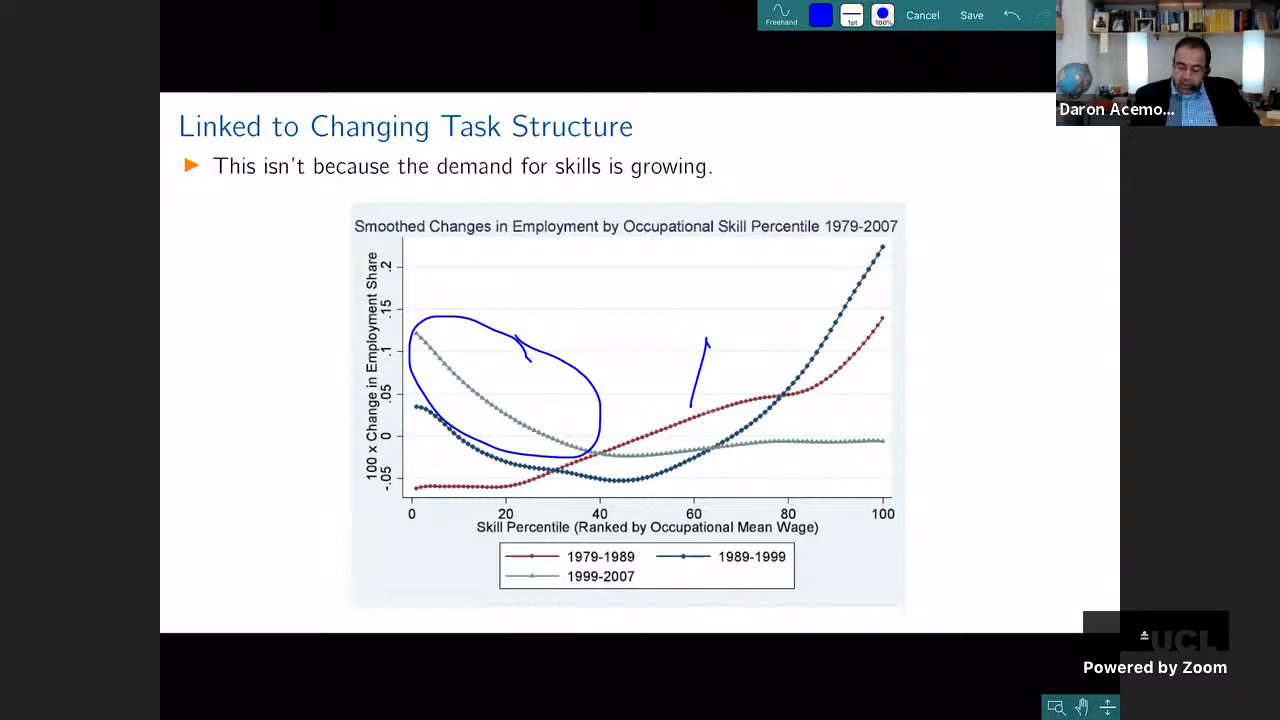 Freehand
1pt
100%
Cancel
Save
Daron Acemo...
Linked to Changing Task Structure
This isn't because the demand for skills is growing.
Smoothed Changes in Employment by Occupational Skill Percentile 1979-2007
100 x Change in Employment Share
.2
.15
.1
.05
0
-.05
0 20 40 60 80 100
Skill Percentile (Ranked by Occupational Mean Wage)
1979-1989 1989-1999
1999-2007
UCL
Powered by Zoom